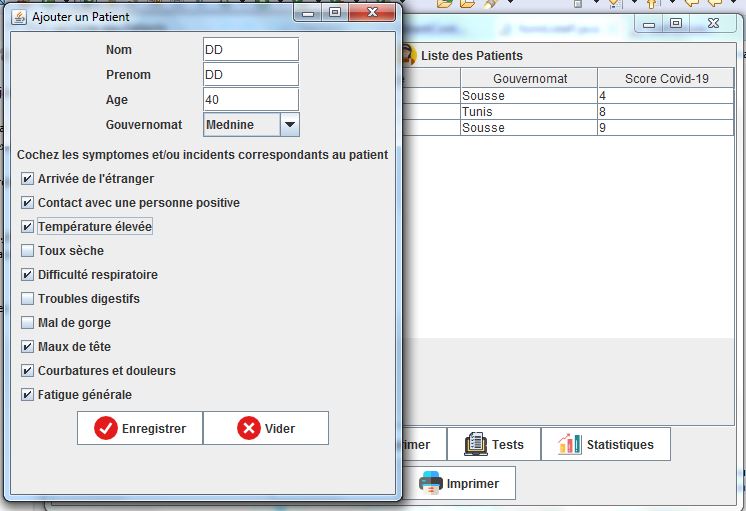 Ajouter un Patient
Nom DD
Prenom DD
Age 40
Gouvernomat Mednine
Cochez les symptomes et/ou incidents correspondants au patient
Arrivée de l'étranger
Contact avec une personne positive
Température élevée
Toux sèche
Difficulté respiratoire
Troubles digestifs
Mal de gorge
Maux de tête
Courbatures et douleurs
Fatigue générale
Enregistrer Vider
Liste des Patients
Gouvernomat Score Covid-19
Sousse 4
Tunis 8
Sousse 9
imer Tests Statistiques
Imprimer